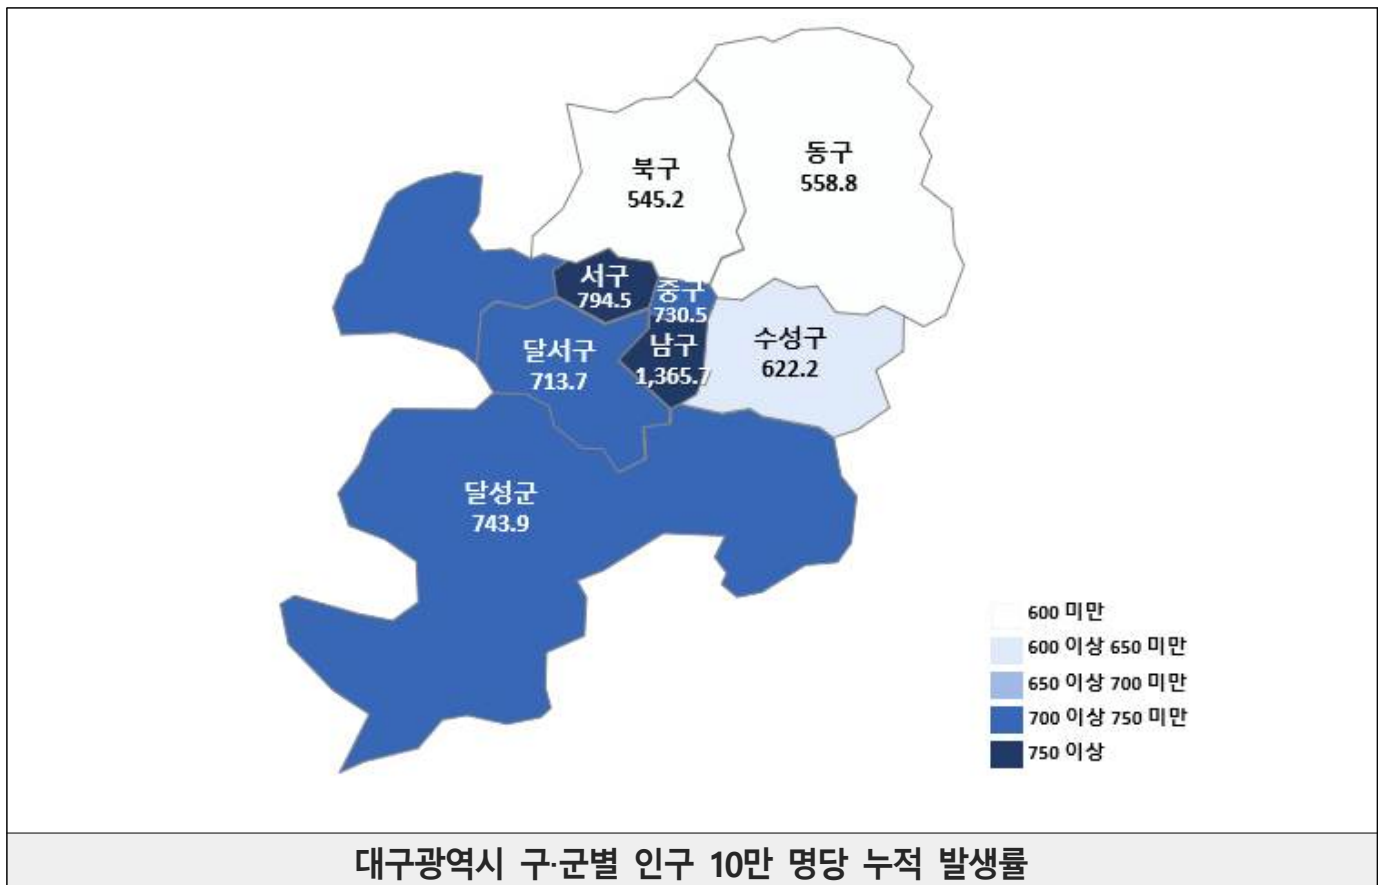 북구
545.2
동구
558.8
서구
794.5
중구
730.5
남구
1,365.7
수성구
622.2
달서구
713.7
달성군
743.9
600 미만
600 이상 650 미만
650 이상 700 미만
700 이상 750 미만
750 이상
대구광역시 구·군별 인구 10만 명당 누적 발생률